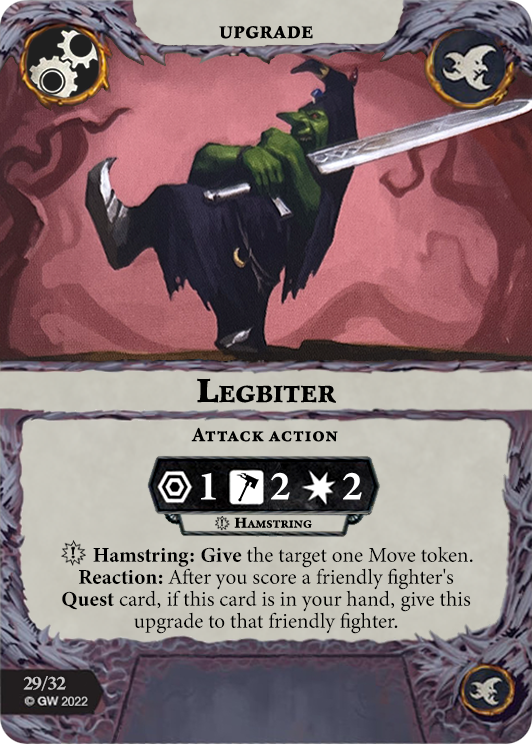 UPGRADE
LEGBITER
ATTACK ACTION
1 2 2
HAMSTRING
Hamstring: Give the target one Move token.
Reaction: After you score a friendly fighter's
Quest card, if this card is in your hand, give this
upgrade to that friendly fighter.
29/32
© GW 2022